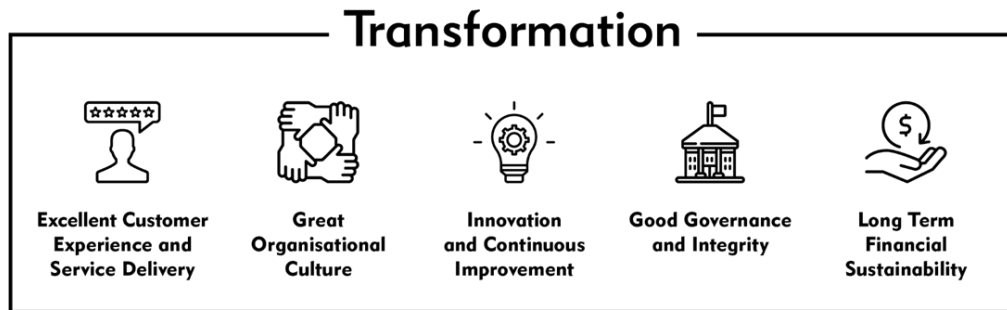 Transformation
Excellent Customer
Experience and
Service Delivery
Great
Organisational
Culture
Innovation
and Continuous
Improvement
Good Governance
and Integrity
$
Long Term
Financial
Sustainability